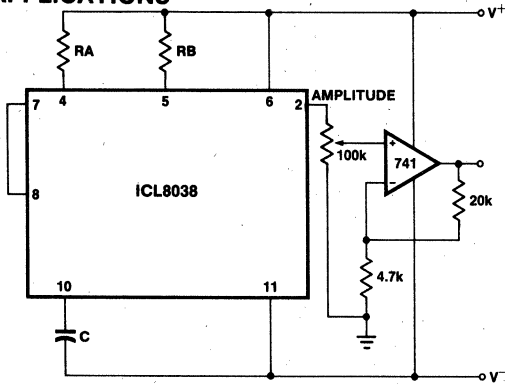 APPLICATIONS
V+
RA
RB
4
5
6
2
AMPLITUDE
7
+
100k
741
−
8
ICL8038
20k
10
11
4.7k
C
V−